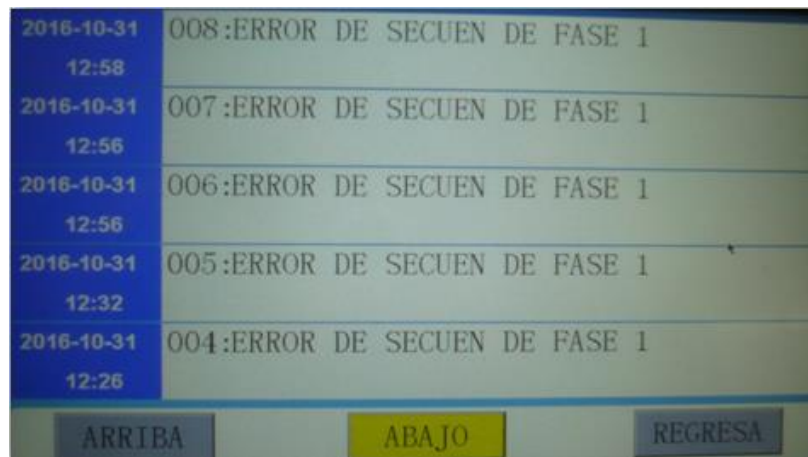 2016-10-31 008:ERROR DE SECUEN DE FASE 1
12:58
2016-10-31 007:ERROR DE SECUEN DE FASE 1
12:56
2016-10-31 006:ERROR DE SECUEN DE FASE 1
12:56
2016-10-31 005:ERROR DE SECUEN DE FASE 1
12:32
2016-10-31 004:ERROR DE SECUEN DE FASE 1
12:26
ARRIBA ABAJO REGRESA